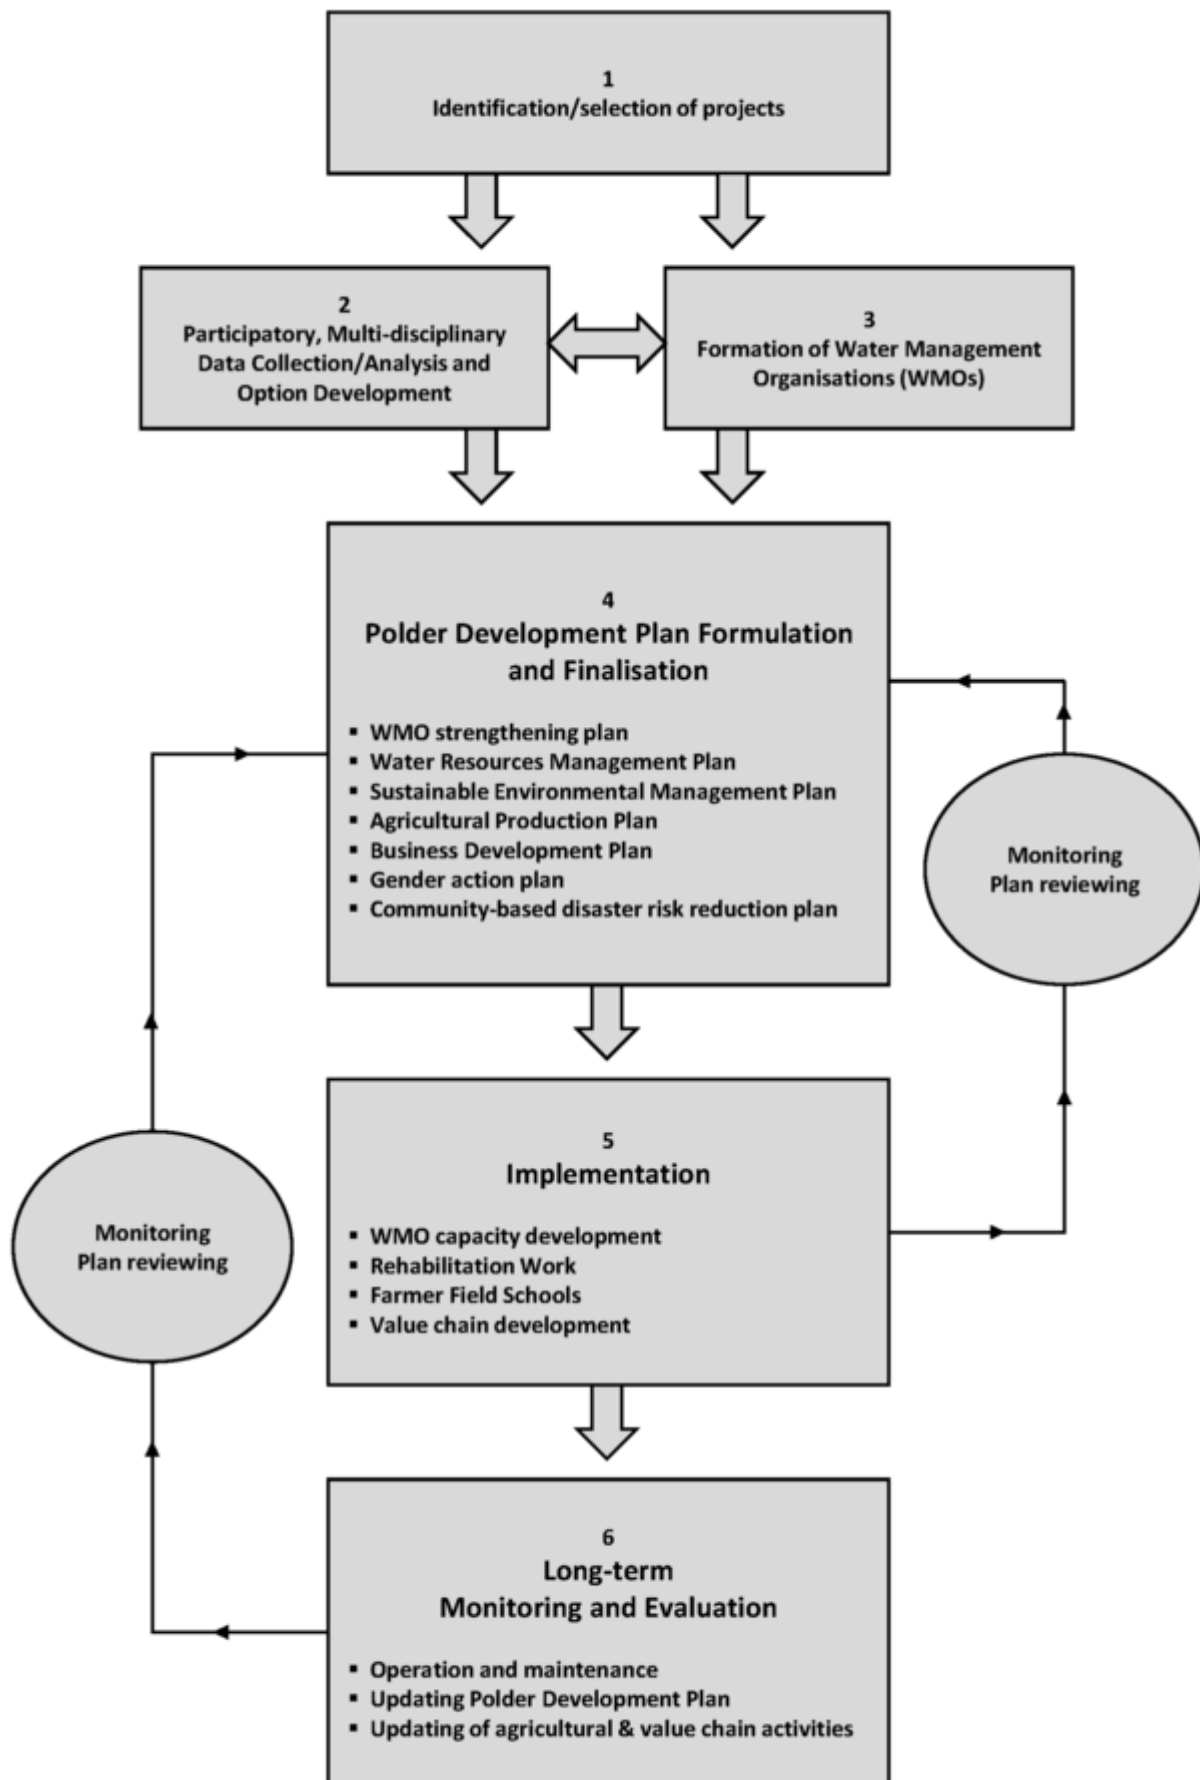 1
Identification/selection of projects
2
Participatory, Multi-disciplinary
Data Collection/Analysis and
Option Development
3
Formation of Water Management
Organisations (WMOs)
4
Polder Development Plan Formulation
and Finalisation
▪ WMO strengthening plan
▪ Water Resources Management Plan
▪ Sustainable Environmental Management Plan
▪ Agricultural Production Plan
▪ Business Development Plan
▪ Gender action plan
▪ Community-based disaster risk reduction plan
Monitoring
Plan reviewing
5
Implementation
▪ WMO capacity development
▪ Rehabilitation Work
▪ Farmer Field Schools
▪ Value chain development
Monitoring
Plan reviewing
6
Long-term
Monitoring and Evaluation
▪ Operation and maintenance
▪ Updating Polder Development Plan
▪ Updating of agricultural & value chain activities